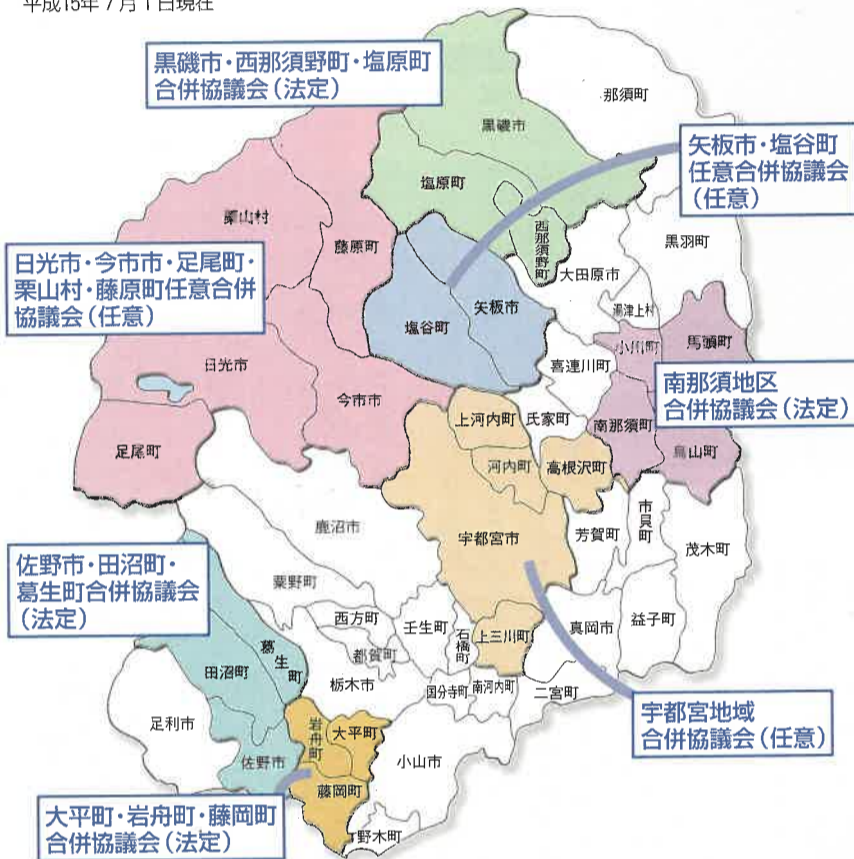 平成15年7月1日現在
黒磯市・西那須野町・塩原町
合併協議会(法定)
那須町
黒磯市
矢板市・塩谷町
任意合併協議会
(任意)
塩原町
西那須野町
栗山村
藤原町
黒羽町
大田原市
日光市・今市市・足尾町・
栗山村・藤原町任意合併
協議会(任意)
湯津上村
塩谷町
矢板市
小川町
馬頭町
喜連川町
日光市
今市市
南那須地区
合併協議会(法定)
上河内町
氏家町
南那須町
足尾町
河内町
高根沢町
烏山町
市貝町
鹿沼市
宇都宮市
芳賀町
茂木町
佐野市・田沼町・
葛生町合併協議会
(法定)
粟野町
西方町
壬生町
石橋町
上三川町
真岡市
益子町
都賀町
葛生町
田沼町
栃木市
国分寺町
南河内町
二宮町
足利市
岩舟町
大平町
小山市
佐野市
宇都宮地域
合併協議会(任意)
藤岡町
大平町・岩舟町・藤岡町
合併協議会(法定)
野木町